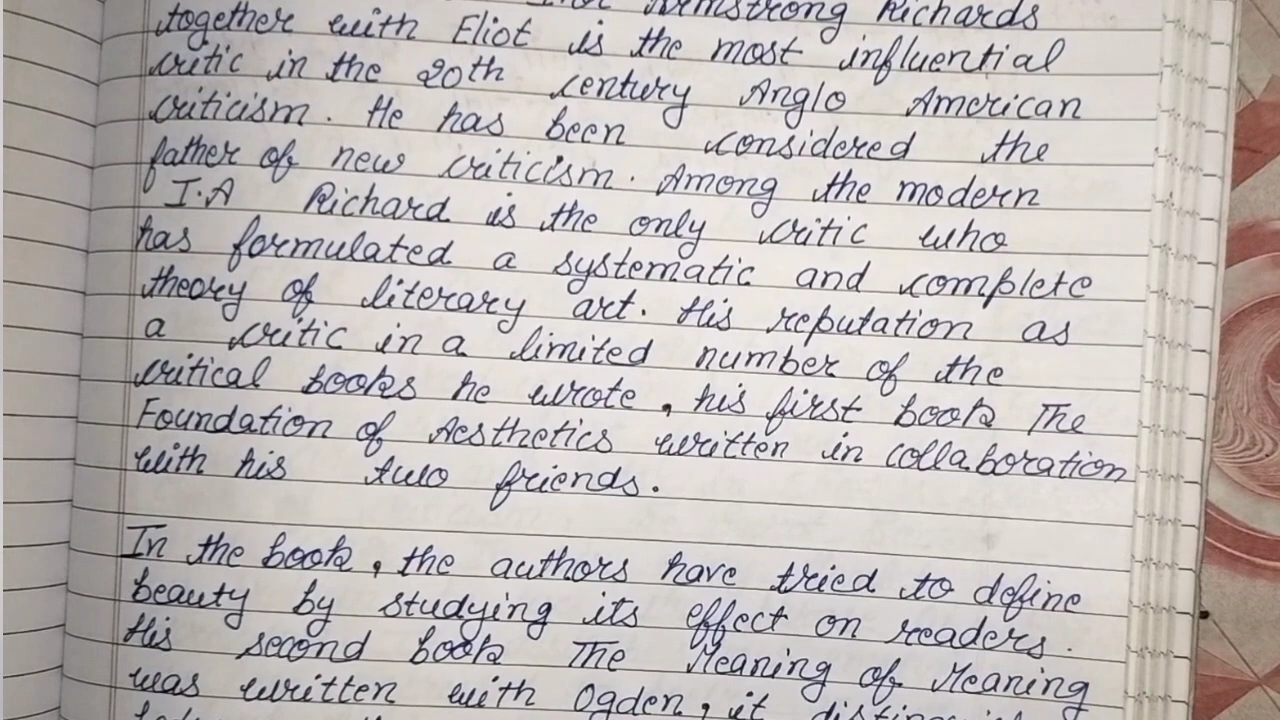 Armstrong Richards
together with Eliot is the most influential
critic in the 20th century Anglo American
criticism. He has been considered the
father of new criticism. Among the modern
I.A Richard is the only critic who
has formulated a systematic and complete
theory of literary art. His reputation as
a critic in a limited number of the
critical books he wrote, his first book The
Foundation of Aesthetics written in collaboration
with his two friends.
In the book, the authors have tried to define
beauty by studying its effect on readers.
His second book The Meaning of Meaning
was written with Ogden, it